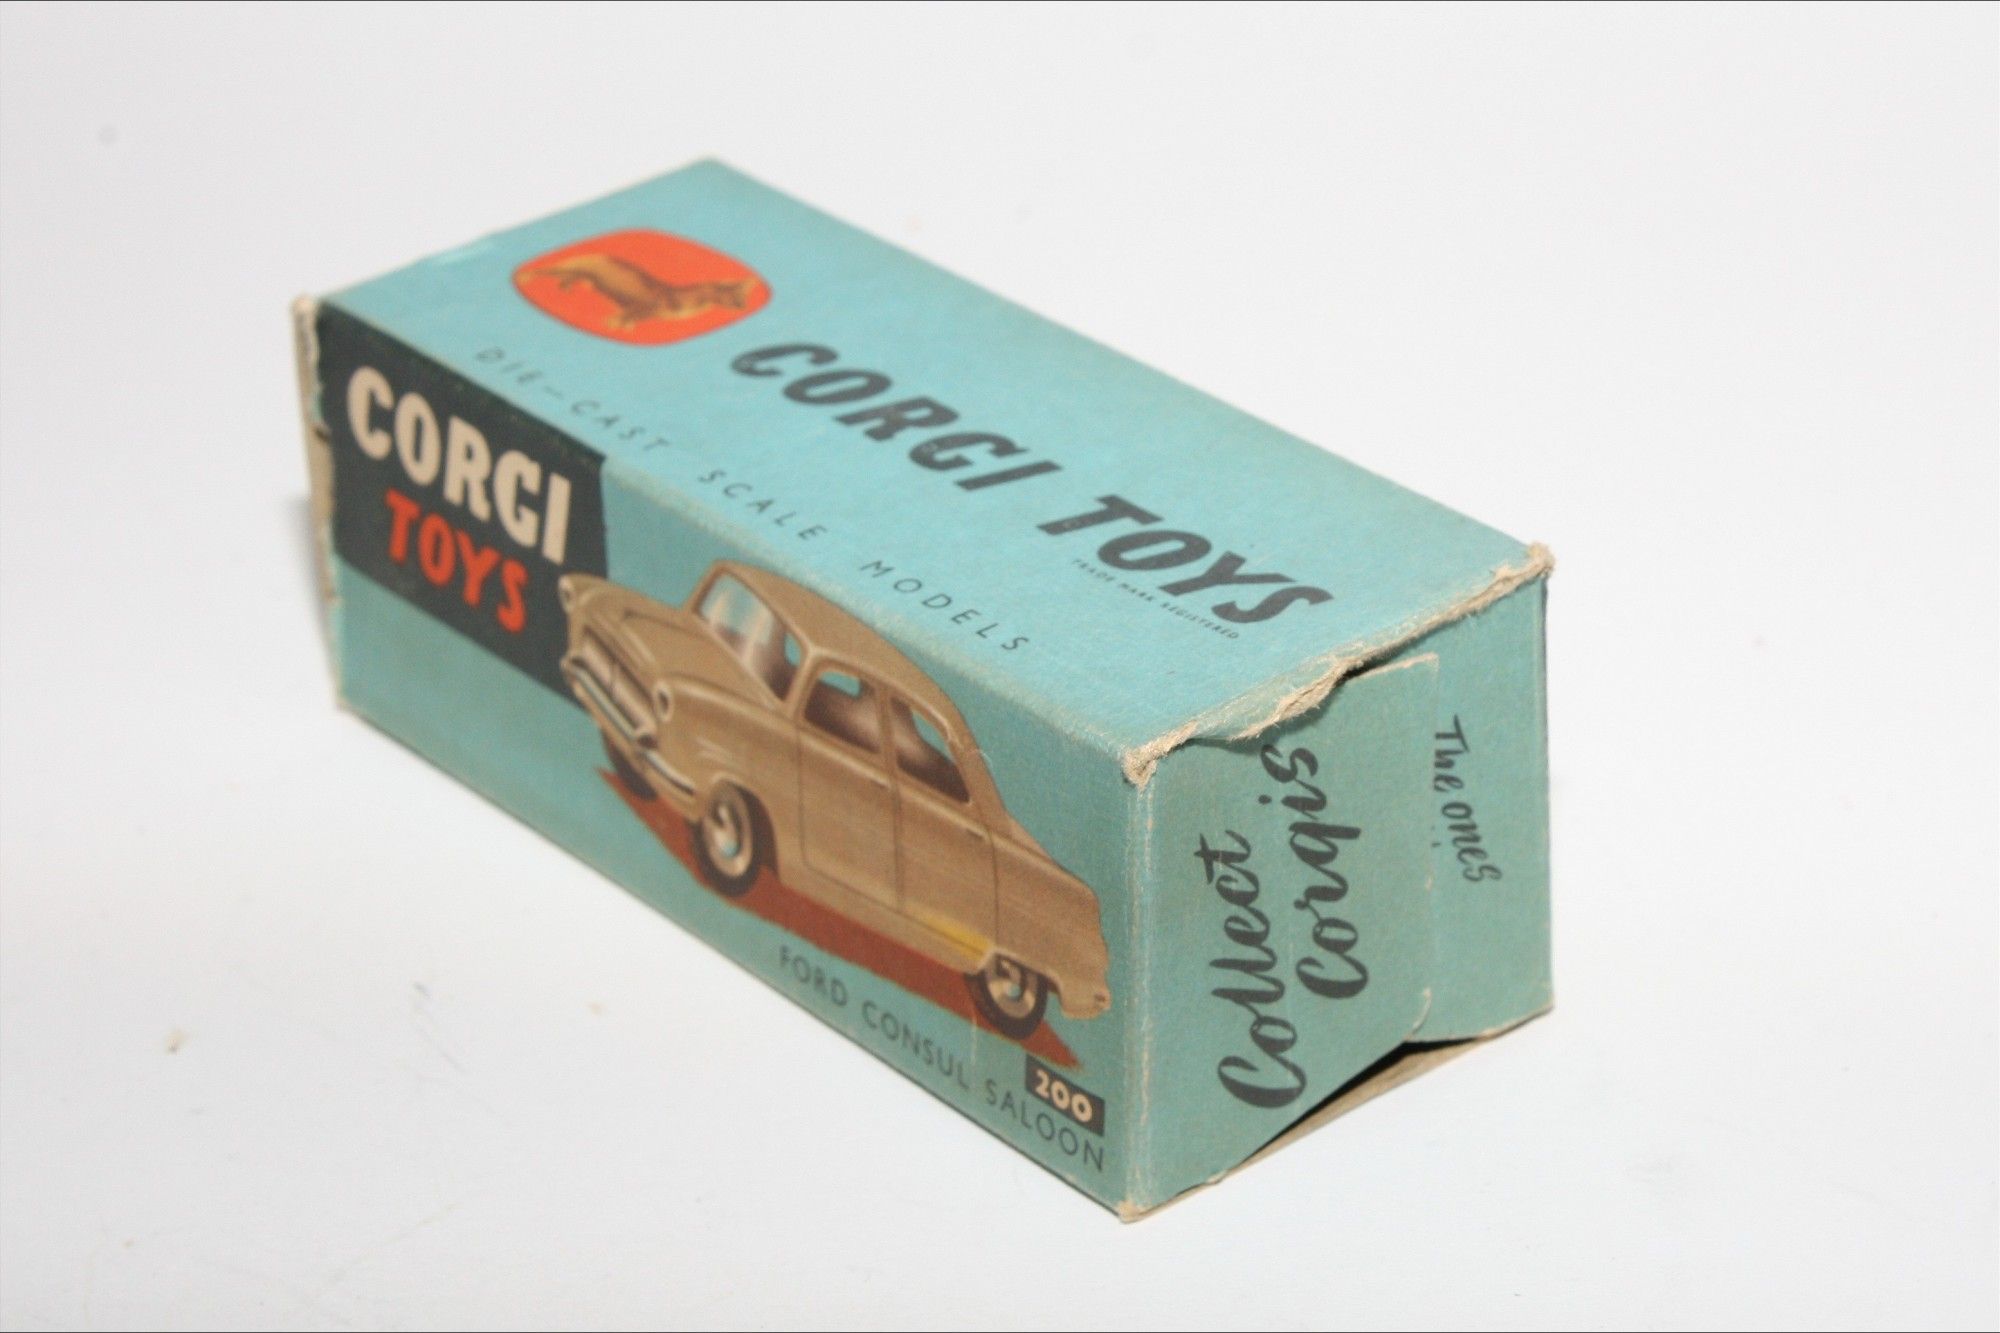 CORGI TOYS
TRADE MARK REGISTERED
DIE-CAST SCALE MODELS
CORGI
TOYS
200
FORD CONSUL SALOON
Collect
Corgis
The ones